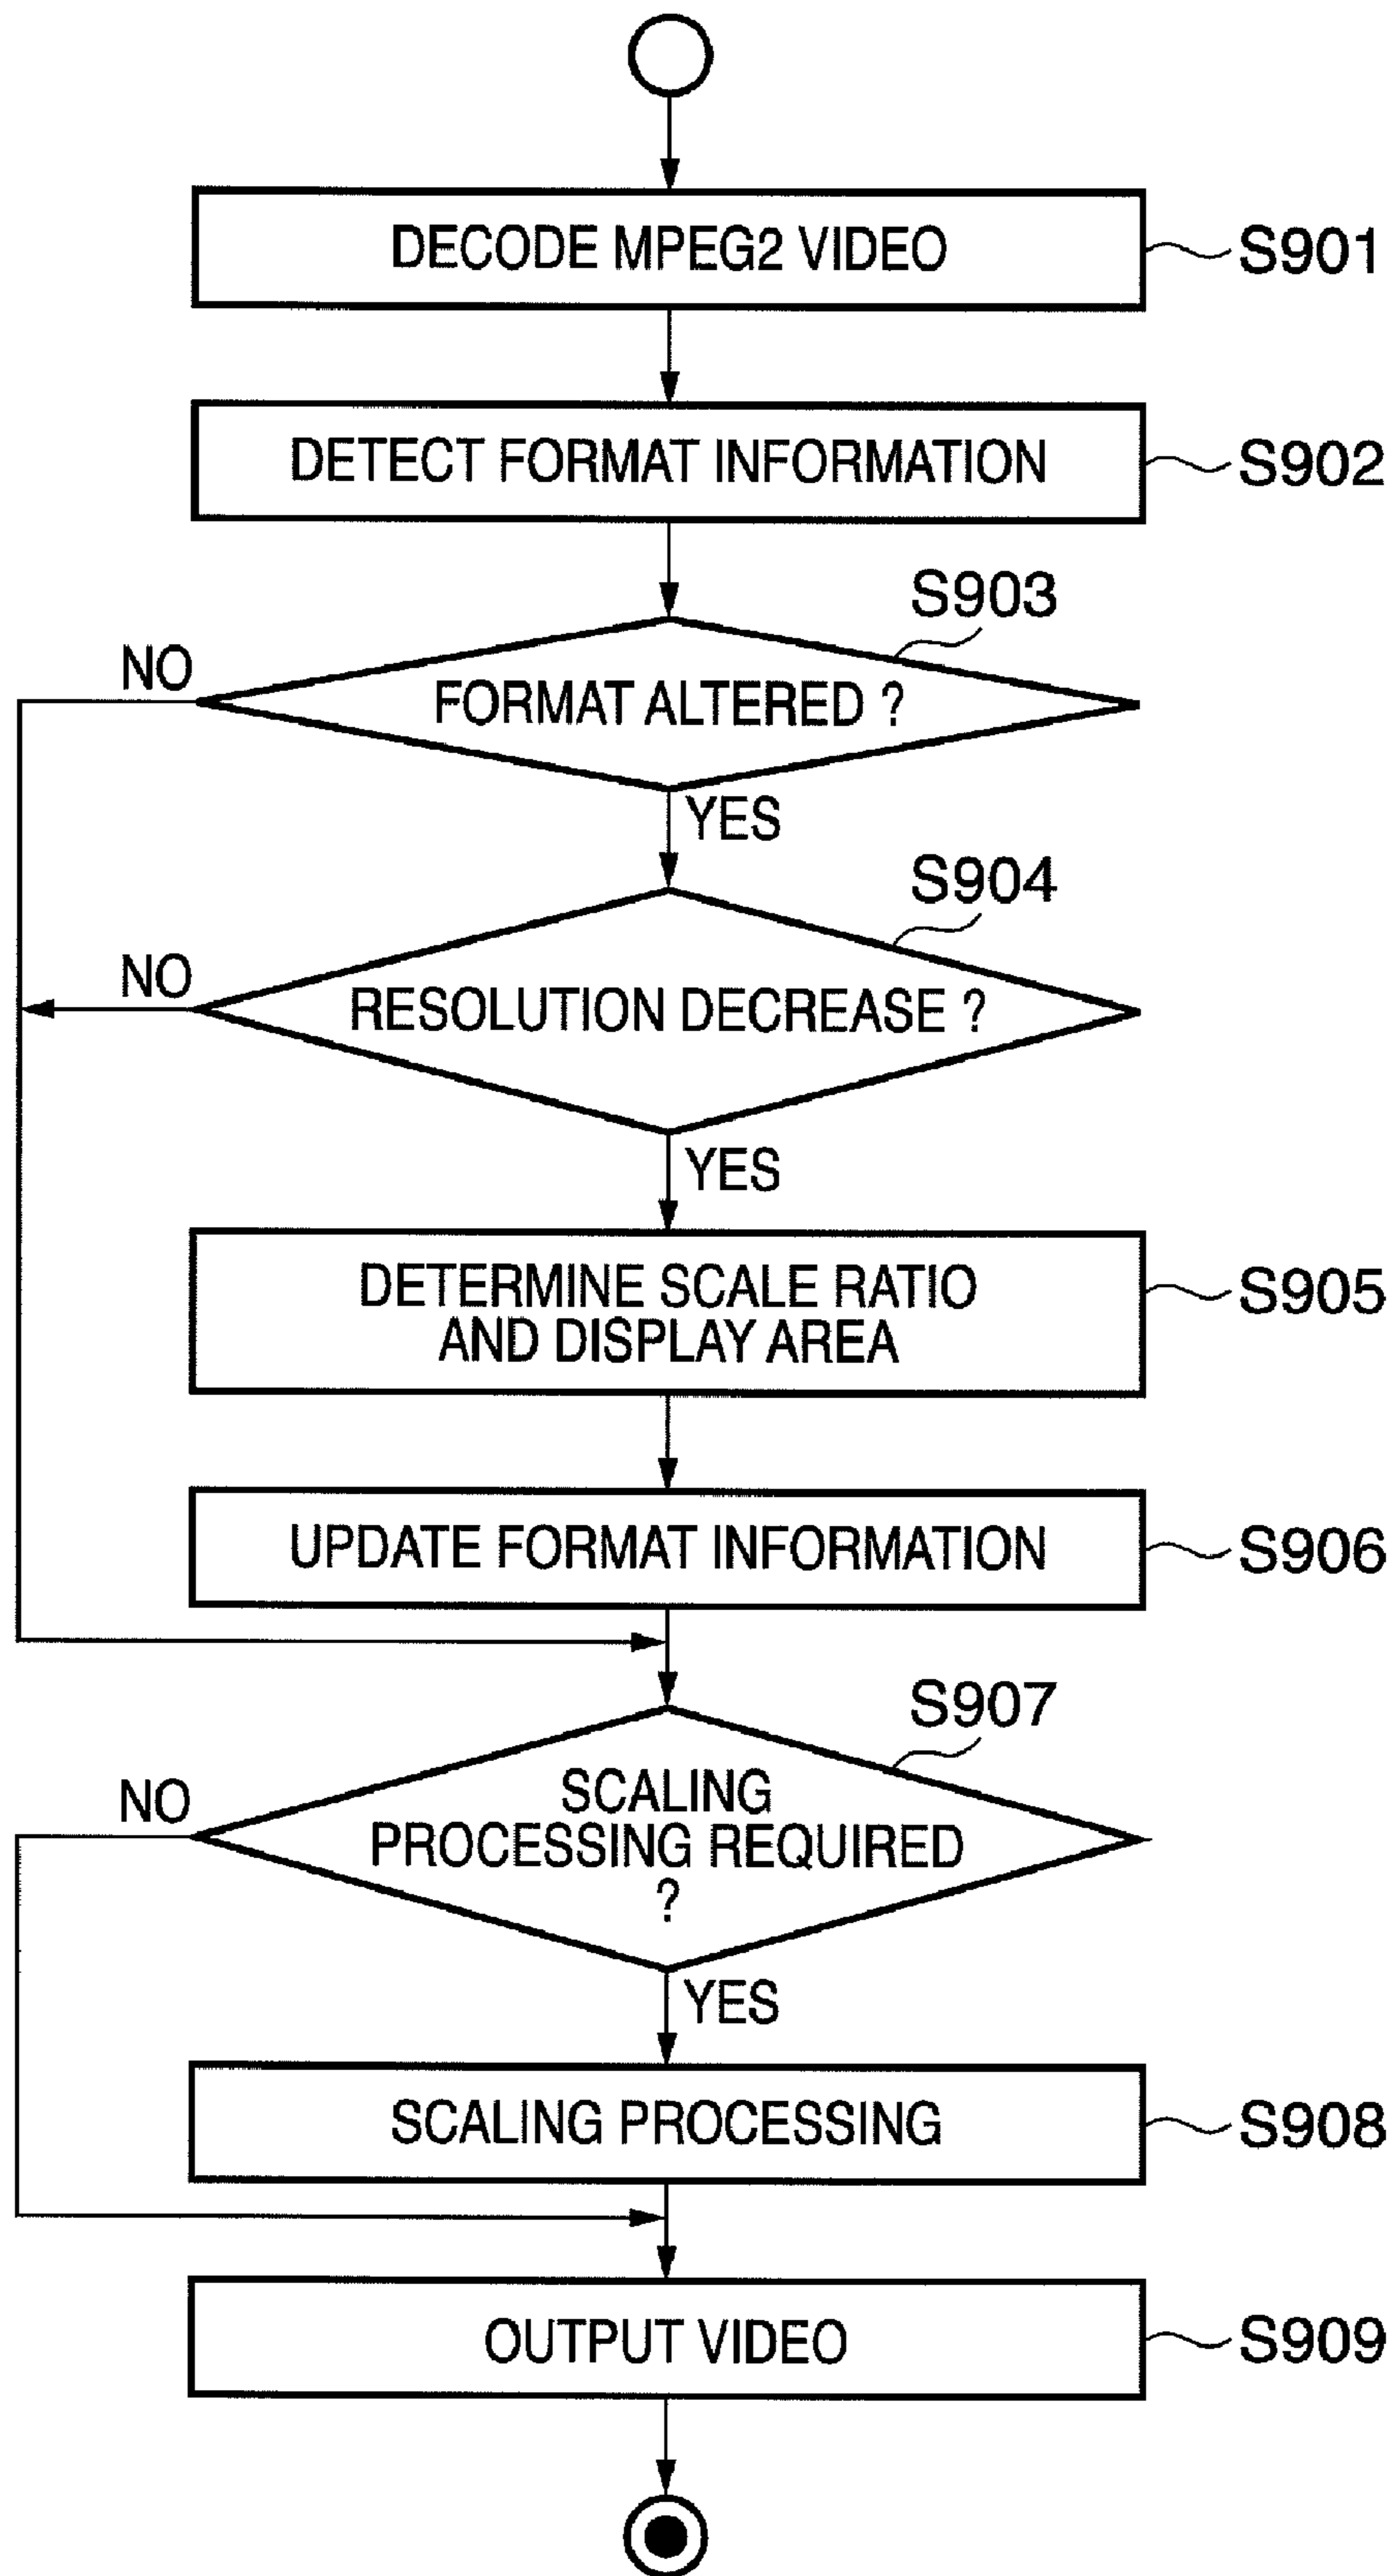 DECODE MPEG2 VIDEO
S901
DETECT FORMAT INFORMATION
S902
S903
NO
FORMAT ALTERED ?
YES
S904
NO
RESOLUTION DECREASE ?
YES
DETERMINE SCALE RATIO
AND DISPLAY AREA
S905
UPDATE FORMAT INFORMATION
S906
S907
NO
SCALING
PROCESSING REQUIRED
?
YES
SCALING PROCESSING
S908
OUTPUT VIDEO
S909